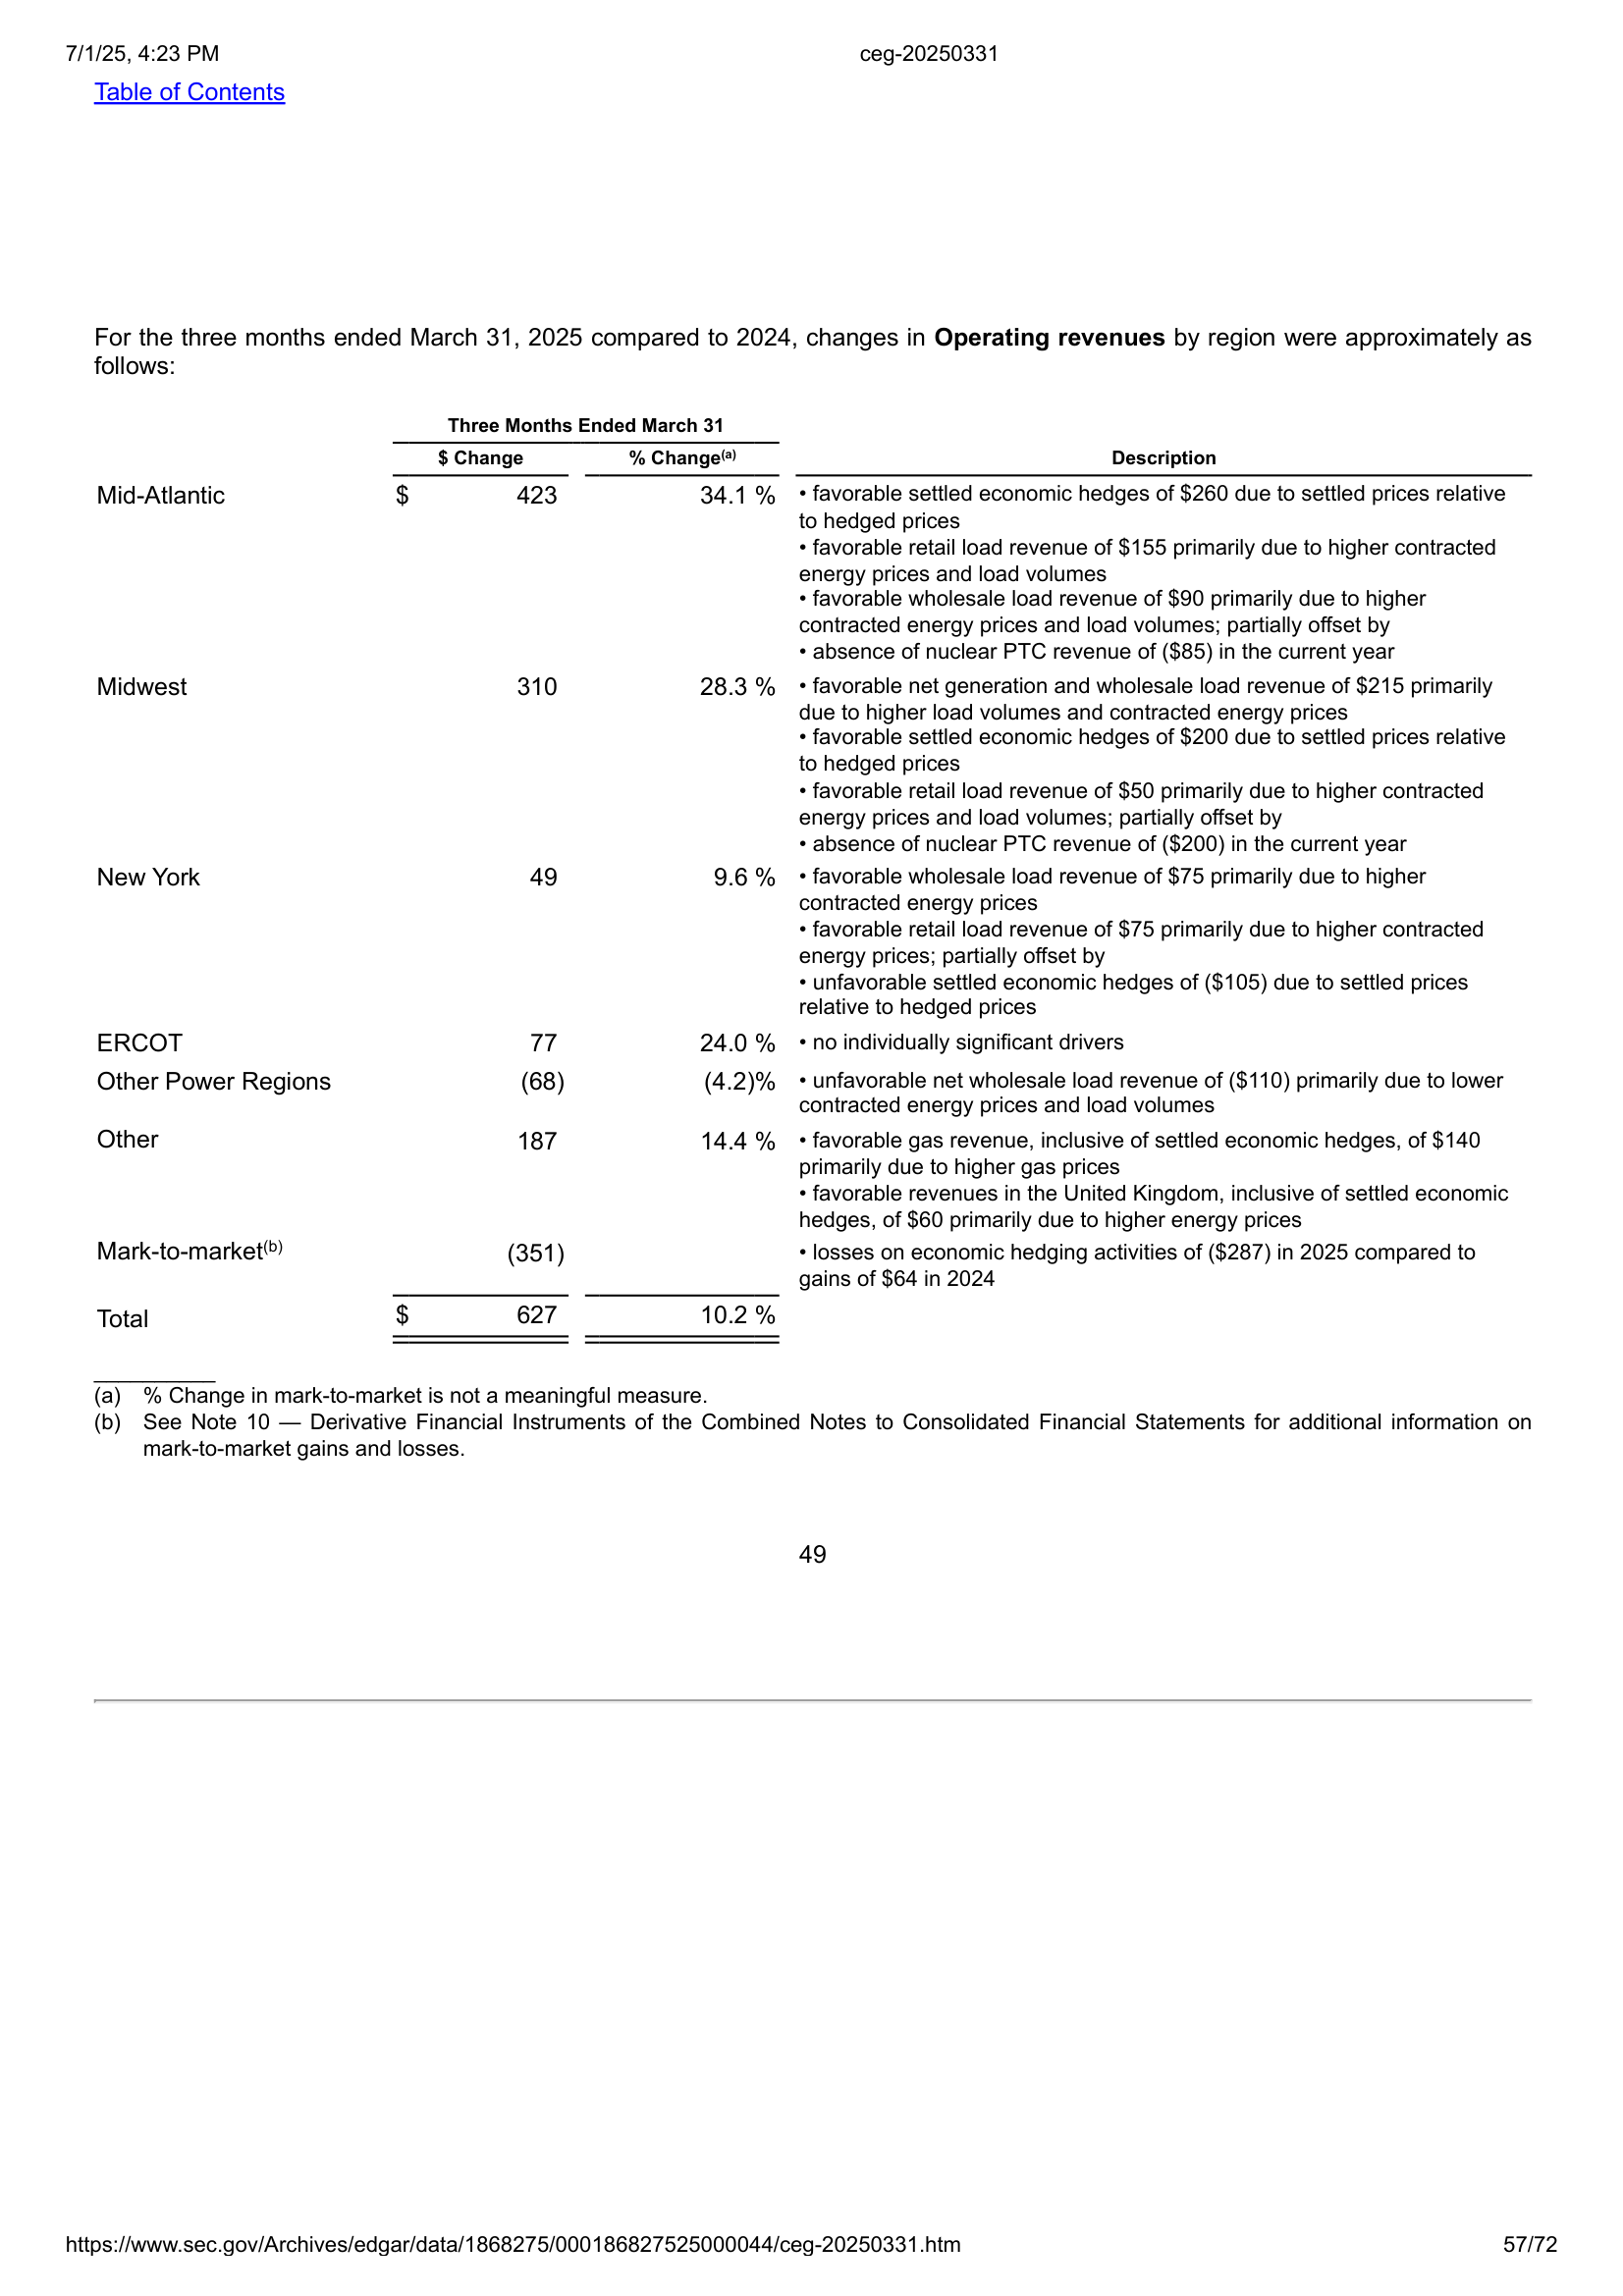 7/1/25, 4:23 PM ceg-20250331
Table of Contents
For the three months ended March 31, 2025 compared to 2024, changes in Operating revenues by region were approximately as
follows:
Three Months Ended March 31
$ Change % Change(a) Description
Mid-Atlantic $ 423 34.1 % • favorable settled economic hedges of $260 due to settled prices relative
to hedged prices
• favorable retail load revenue of $155 primarily due to higher contracted
energy prices and load volumes
• favorable wholesale load revenue of $90 primarily due to higher
contracted energy prices and load volumes; partially offset by
• absence of nuclear PTC revenue of ($85) in the current year
Midwest 310 28.3 % • favorable net generation and wholesale load revenue of $215 primarily
due to higher load volumes and contracted energy prices
• favorable settled economic hedges of $200 due to settled prices relative
to hedged prices
• favorable retail load revenue of $50 primarily due to higher contracted
energy prices and load volumes; partially offset by
• absence of nuclear PTC revenue of ($200) in the current year
New York 49 9.6 % • favorable wholesale load revenue of $75 primarily due to higher
contracted energy prices
• favorable retail load revenue of $75 primarily due to higher contracted
energy prices; partially offset by
• unfavorable settled economic hedges of ($105) due to settled prices
relative to hedged prices
ERCOT 77 24.0 % • no individually significant drivers
Other Power Regions (68) (4.2)% • unfavorable net wholesale load revenue of ($110) primarily due to lower
contracted energy prices and load volumes
Other 187 14.4 % • favorable gas revenue, inclusive of settled economic hedges, of $140
primarily due to higher gas prices
• favorable revenues in the United Kingdom, inclusive of settled economic
hedges, of $60 primarily due to higher energy prices
Mark-to-market(b) (351) • losses on economic hedging activities of ($287) in 2025 compared to
gains of $64 in 2024
Total $ 627 10.2 %
__________
(a) % Change in mark-to-market is not a meaningful measure.
(b) See Note 10 — Derivative Financial Instruments of the Combined Notes to Consolidated Financial Statements for additional information on
mark-to-market gains and losses.
49
https://www.sec.gov/Archives/edgar/data/1868275/000186827525000044/ceg-20250331.htm 57/72